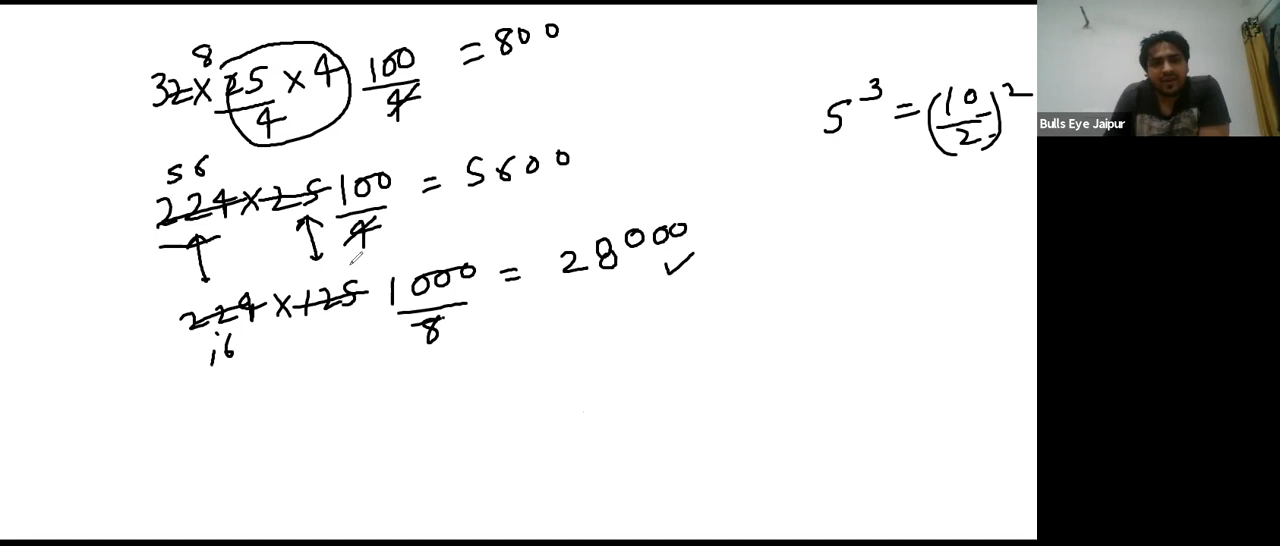 8
32 × 25/4 × 4 100/4 = 800
5^3 = (10/2)^2
Bulls Eye Jaipur
56
224 × 25 100/4 = 5600
224 × 125 1000/8 = 28000 ✓
16